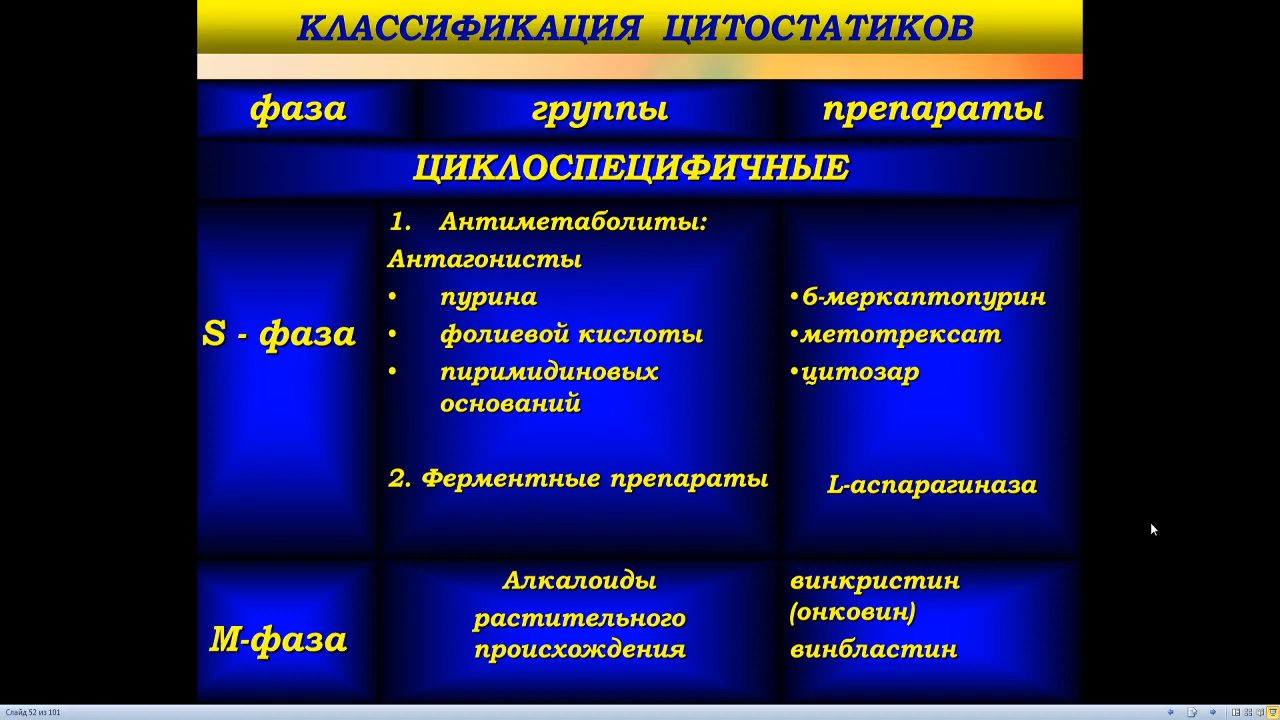 КЛАССИФИКАЦИЯ ЦИТОСТАТИКОВ
фаза группы препараты
ЦИКЛОСПЕЦИФИЧНЫЕ
S - фаза
1. Антиметаболиты:
Антагонисты
• пурина
• фолиевой кислоты
• пиримидиновых
оснований
2. Ферментные препараты
•6-меркаптопурин
•метотрексат
•цитозар
L-аспарагиназа
М-фаза
Алкалоиды
растительного
происхождения
винкристин
(онковин)
винбластин
Слайд 52 из 101